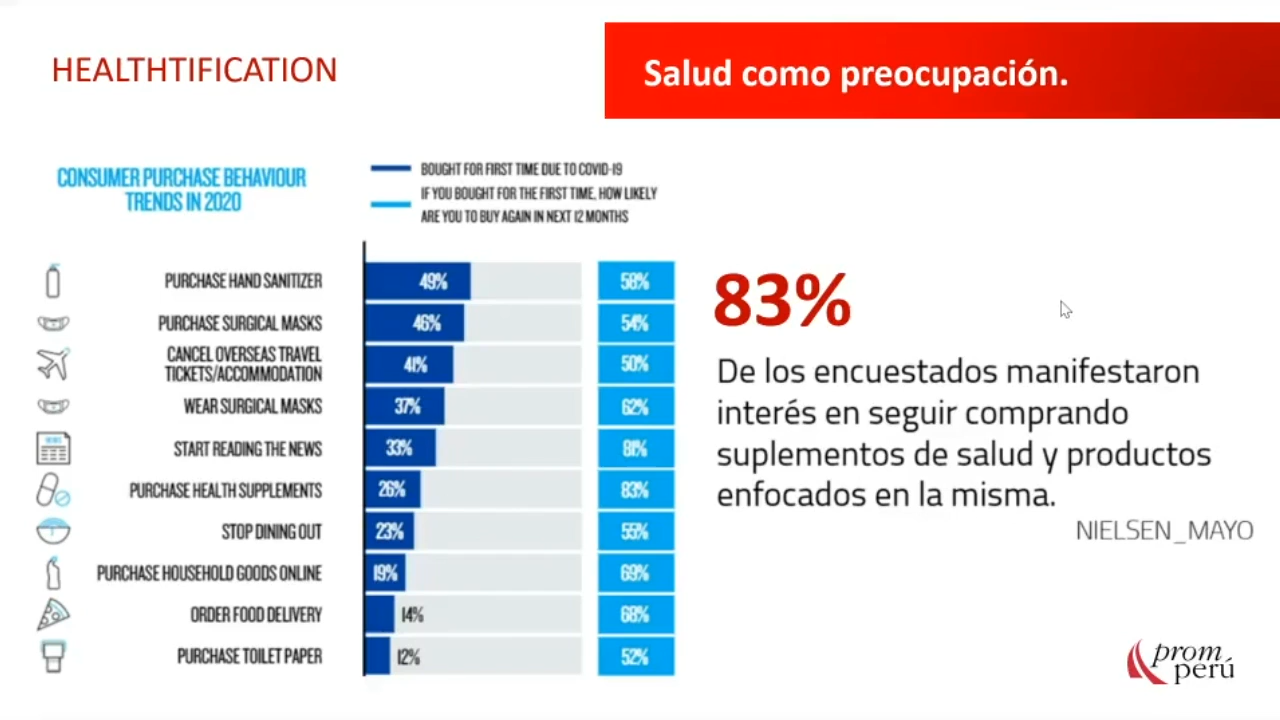 HEALTHTIFICATION
Salud como preocupación.
CONSUMER PURCHASE BEHAVIOUR
TRENDS IN 2020
BOUGHT FOR FIRST TIME DUE TO COVID-19
IF YOU BOUGHT FOR THE FIRST TIME, HOW LIKELY
ARE YOU TO BUY AGAIN IN NEXT 12 MONTHS
PURCHASE HAND SANITIZER 49% 58%
PURCHASE SURGICAL MASKS 46% 54%
CANCEL OVERSEAS TRAVEL
TICKETS/ACCOMMODATION 41% 50%
WEAR SURGICAL MASKS 37% 62%
START READING THE NEWS 33% 81%
PURCHASE HEALTH SUPPLEMENTS 26% 83%
STOP DINING OUT 23% 55%
PURCHASE HOUSEHOLD GOODS ONLINE 19% 69%
ORDER FOOD DELIVERY 14% 68%
PURCHASE TOILET PAPER 12% 52%
83%
De los encuestados manifestaron
interés en seguir comprando
suplementos de salud y productos
enfocados en la misma.
NIELSEN_MAYO
prom
perú